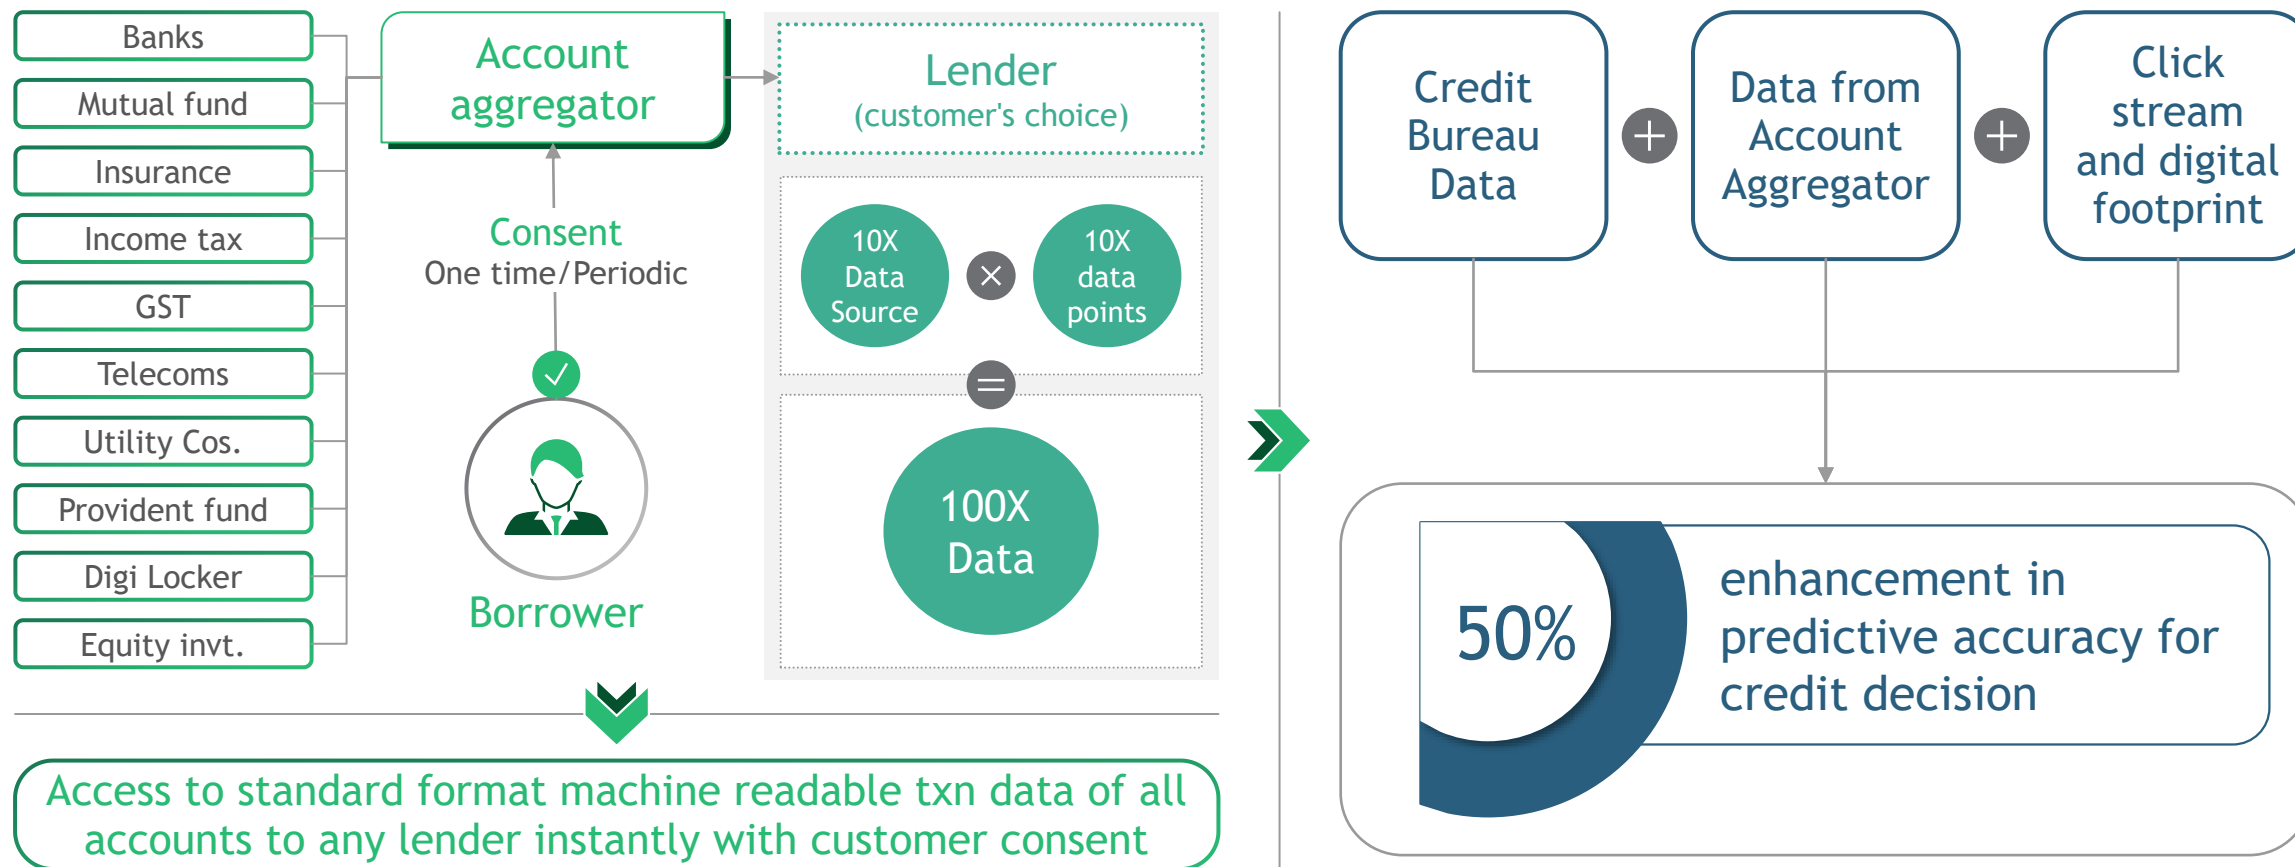 Banks
Mutual fund
Insurance
Income tax
GST
Telecoms
Utility Cos.
Provident fund
Digi Locker
Equity invt.
Account
aggregator
Consent
One time/Periodic
Borrower
Lender
(customer's choice)
10X
Data
Source
10X
data
points
100X
Data
Access to standard format machine readable txn data of all
accounts to any lender instantly with customer consent
Credit
Bureau
Data
Data from
Account
Aggregator
Click
stream
and digital
footprint
50%
enhancement in
predictive accuracy for
credit decision